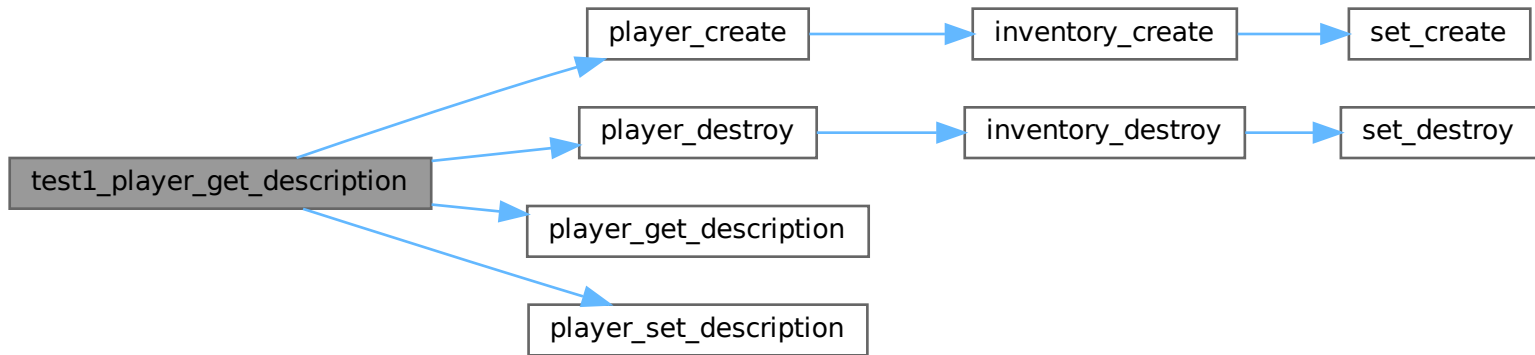 player_create
inventory_create
set_create
player_destroy
inventory_destroy
set_destroy
test1_player_get_description
player_get_description
player_set_description